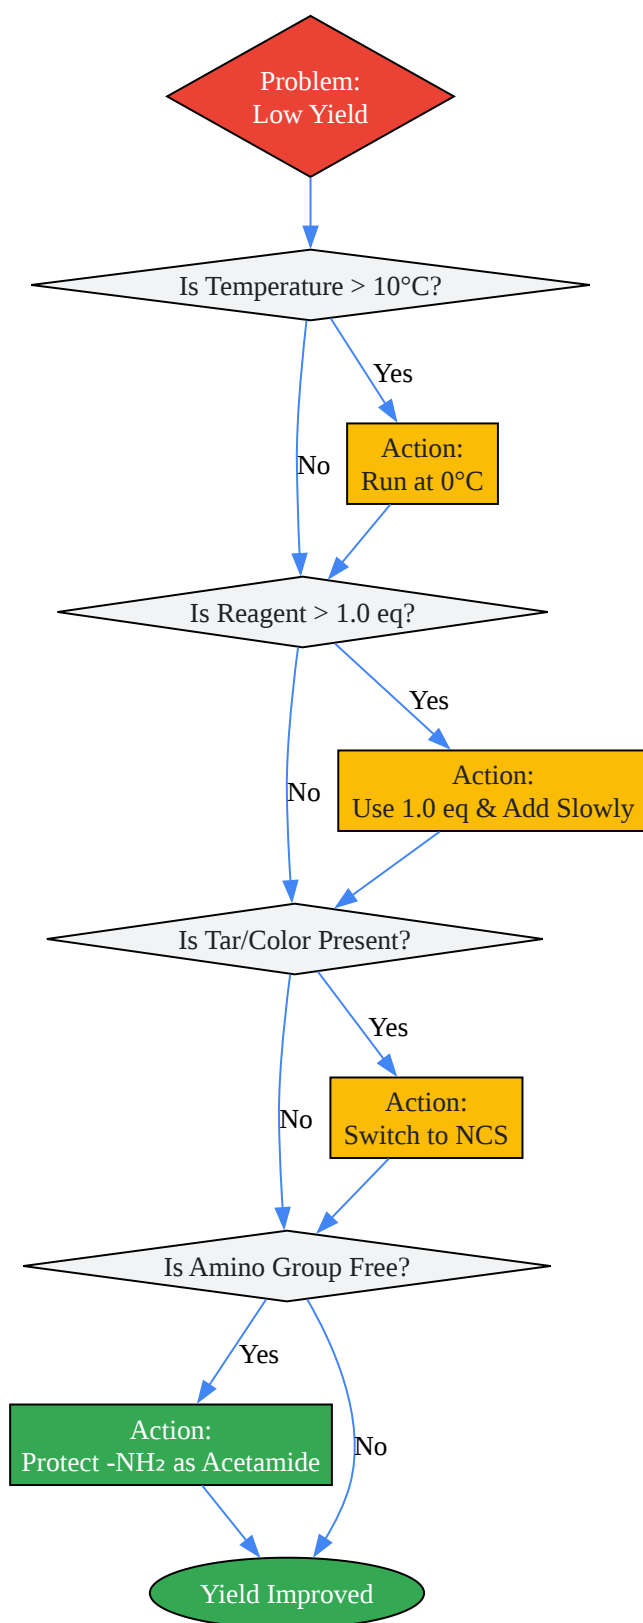 Problem:
Low Yield
Is Temperature > 10°C?
Yes
Action:
Run at 0°C
No
Is Reagent > 1.0 eq?
Yes
Action:
Use 1.0 eq & Add Slowly
No
Is Tar/Color Present?
Yes
Action:
Switch to NCS
No
Is Amino Group Free?
Yes
Action:
Protect -NH₂ as Acetamide
No
Yield Improved